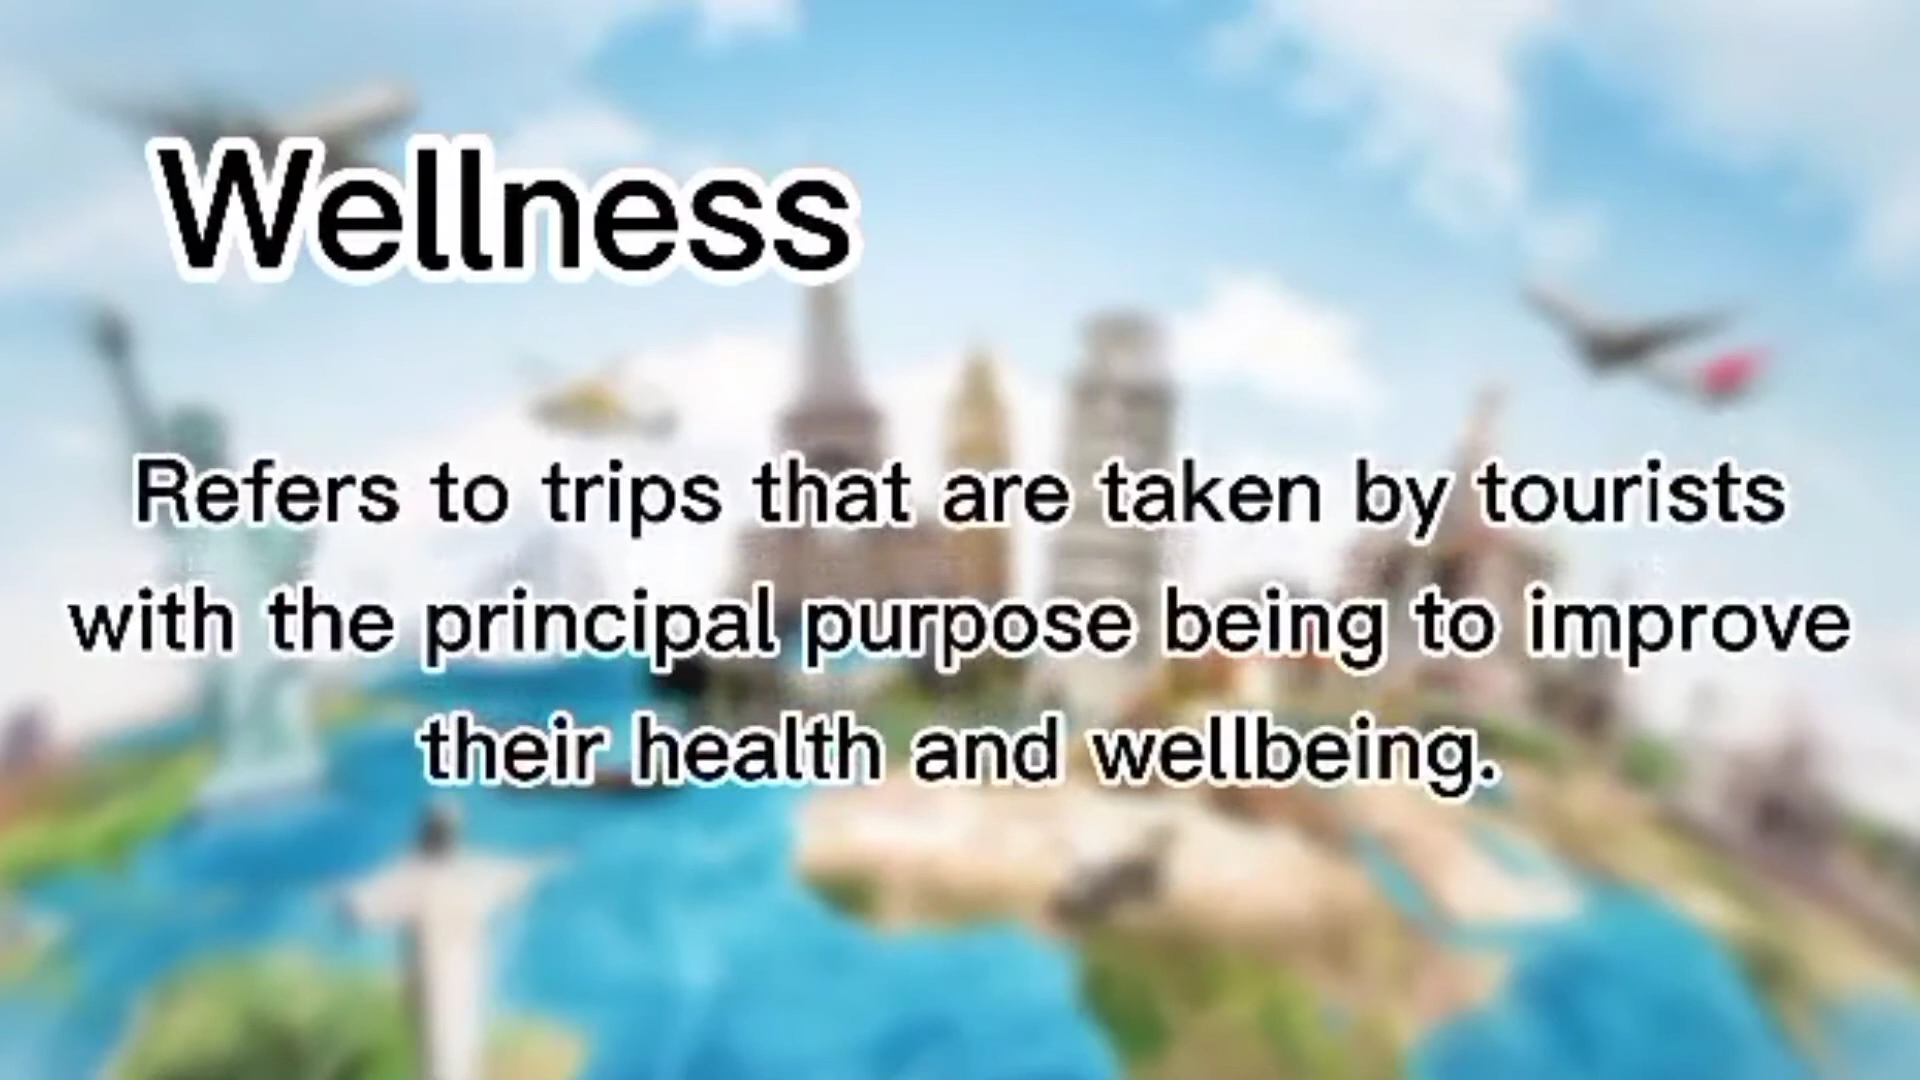 Wellness
Refers to trips that are taken by tourists
with the principal purpose being to improve
their health and wellbeing.